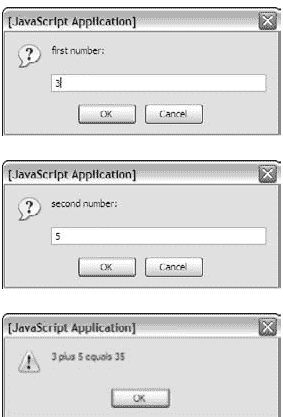 [JavaScript Application]
first number:
3
OK Cancel
[JavaScript Application]
second number:
5
OK Cancel
[JavaScript Application]
3 plus 5 equals 35
OK